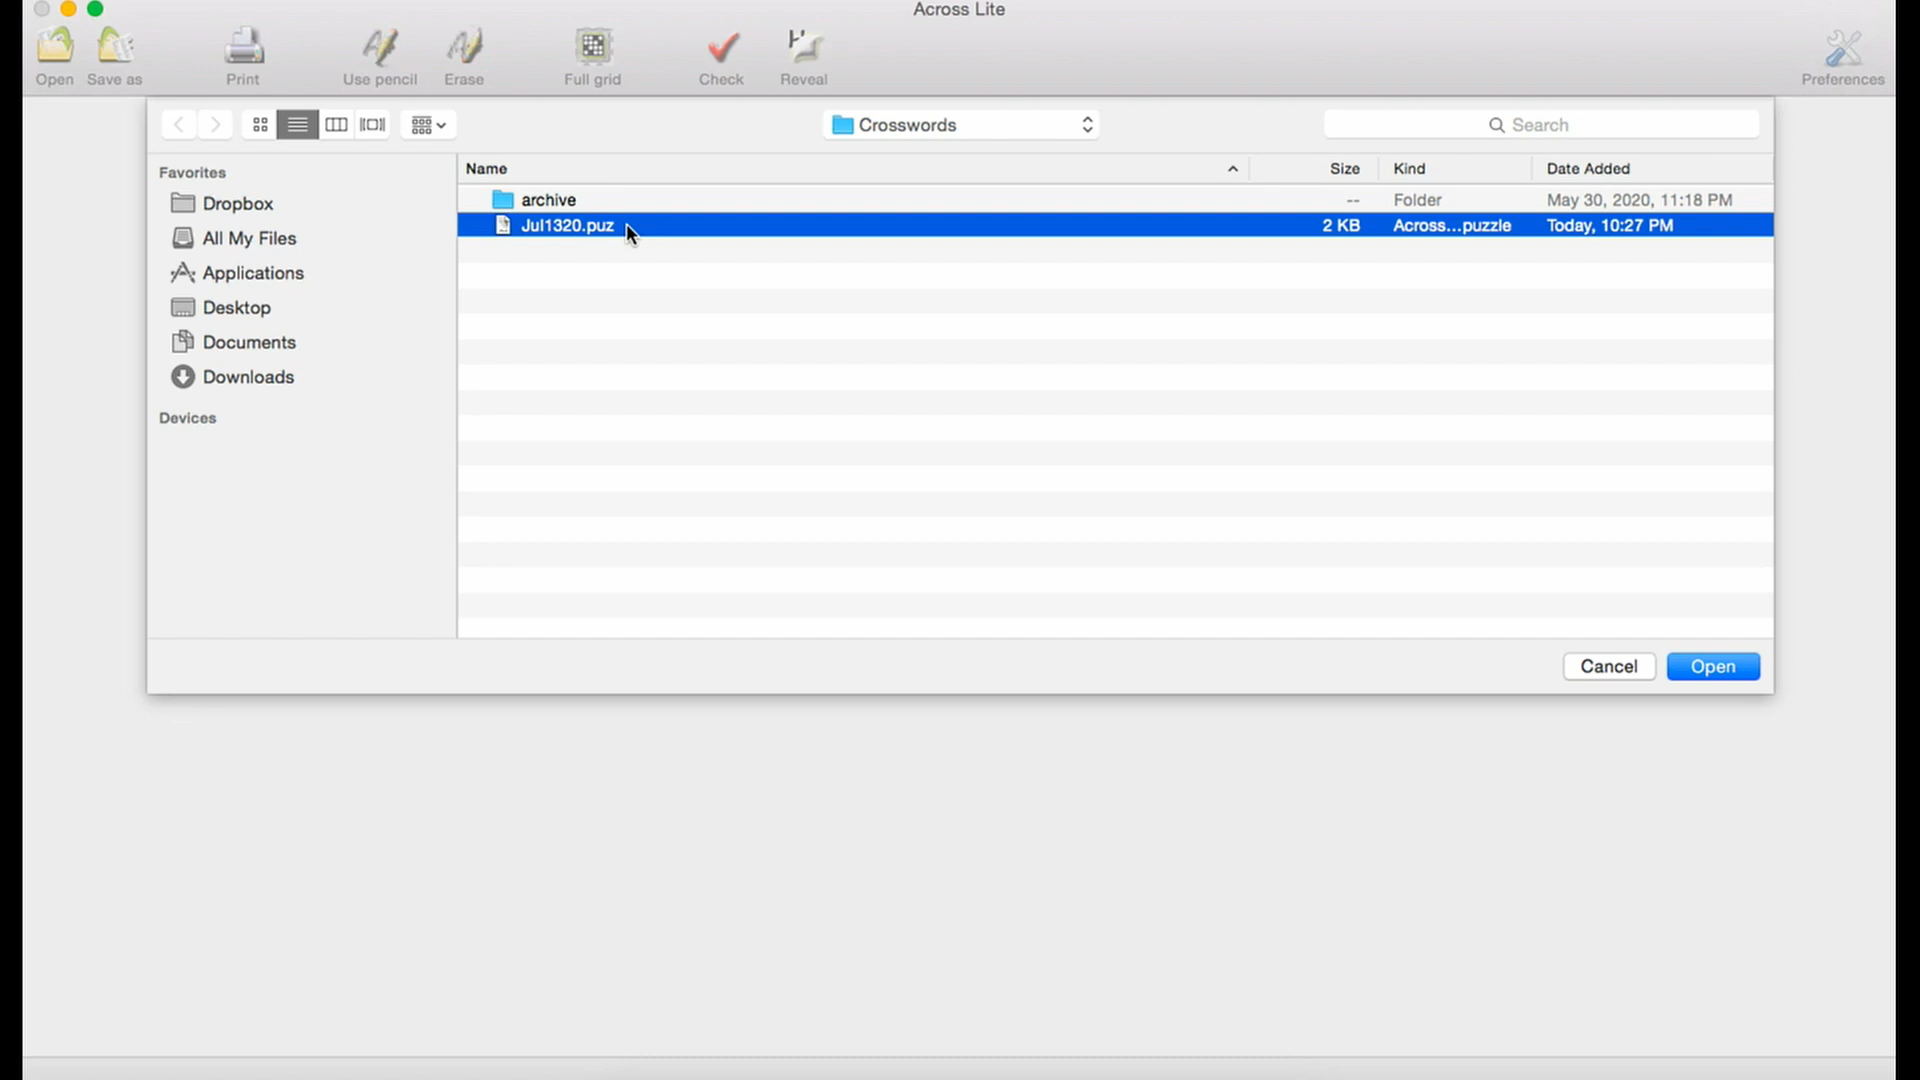 Across Lite
Open Save as Print Use pencil Erase Full grid Check Reveal Preferences
Crosswords
Search
Favorites
Dropbox
All My Files
Applications
Desktop
Documents
Downloads
Devices
Name Size Kind Date Added
archive -- Folder May 30, 2020, 11:18 PM
Jul1320.puz 2 KB Across...puzzle Today, 10:27 PM
Cancel Open